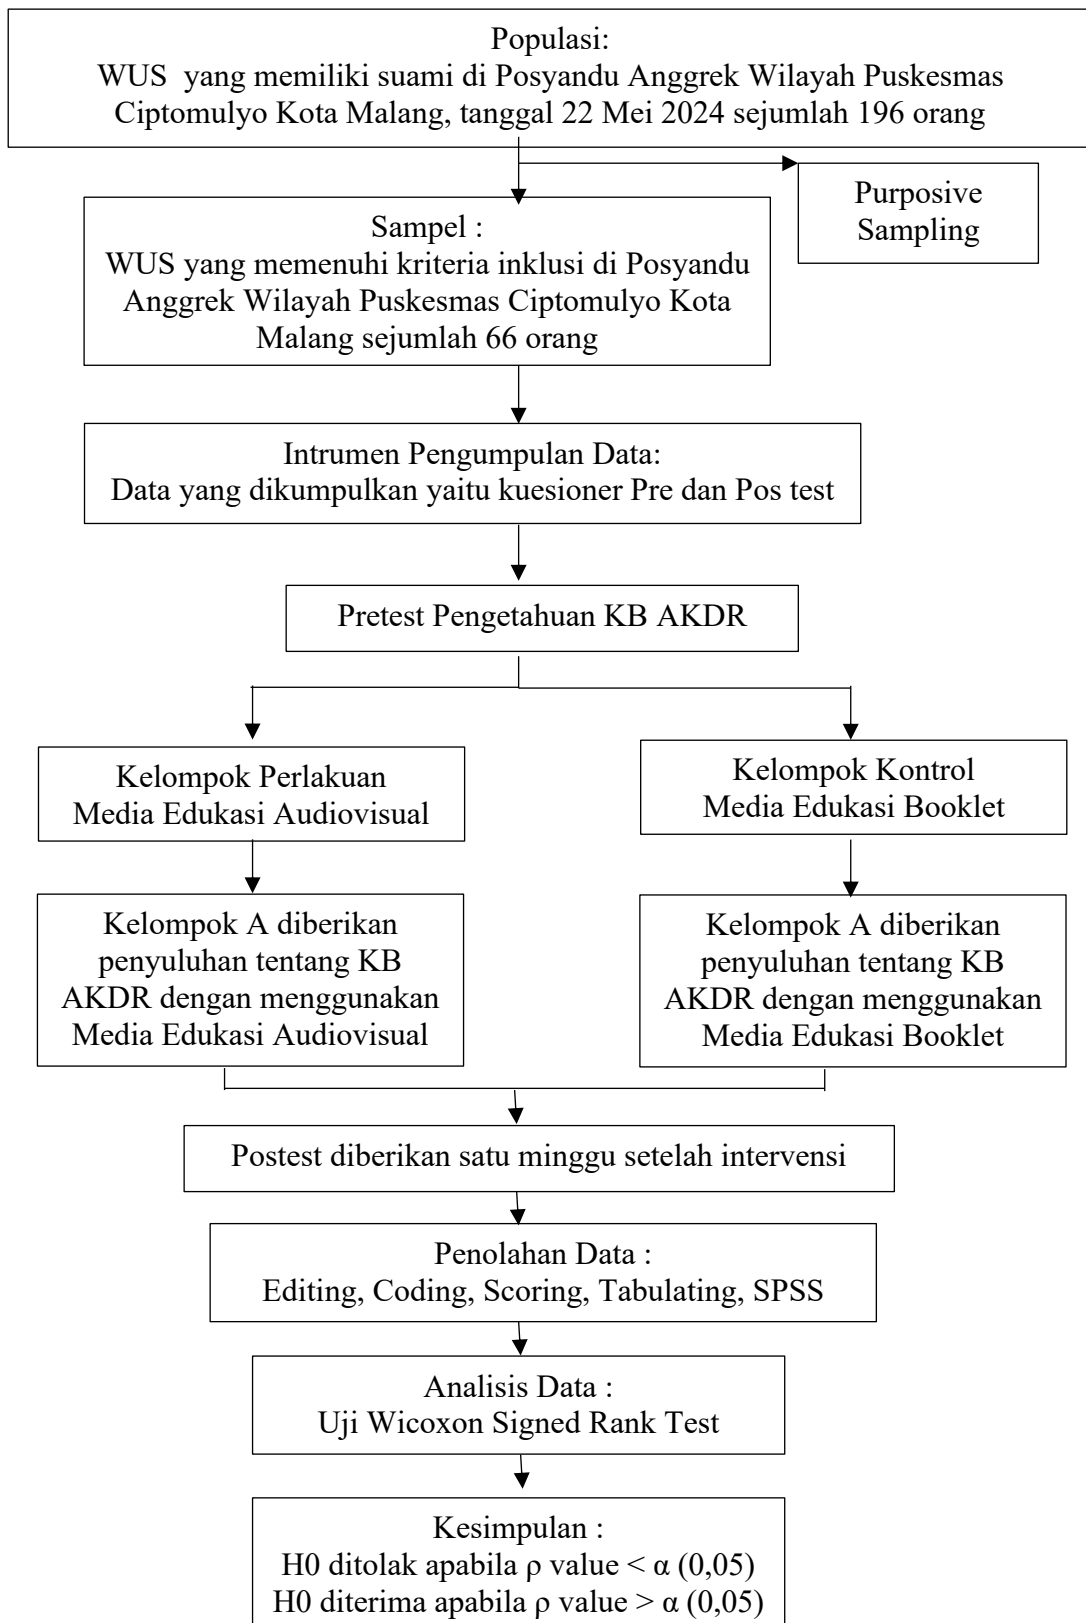 Populasi:
WUS yang memiliki suami di Posyandu Anggrek Wilayah Puskesmas
Ciptomulyo Kota Malang, tanggal 22 Mei 2024 sejumlah 196 orang
Purposive
Sampling
Sampel :
WUS yang memenuhi kriteria inklusi di Posyandu
Anggrek Wilayah Puskesmas Ciptomulyo Kota
Malang sejumlah 66 orang
Intrumen Pengumpulan Data:
Data yang dikumpulkan yaitu kuesioner Pre dan Pos test
Pretest Pengetahuan KB AKDR
Kelompok Perlakuan
Media Edukasi Audiovisual
Kelompok Kontrol
Media Edukasi Booklet
Kelompok A diberikan
penyuluhan tentang KB
AKDR dengan menggunakan
Media Edukasi Audiovisual
Kelompok A diberikan
penyuluhan tentang KB
AKDR dengan menggunakan
Media Edukasi Booklet
Postest diberikan satu minggu setelah intervensi
Penolahan Data :
Editing, Coding, Scoring, Tabulating, SPSS
Analisis Data :
Uji Wicoxon Signed Rank Test
Kesimpulan :
H0 ditolak apabila ρ value < α (0,05)
H0 diterima apabila ρ value > α (0,05)